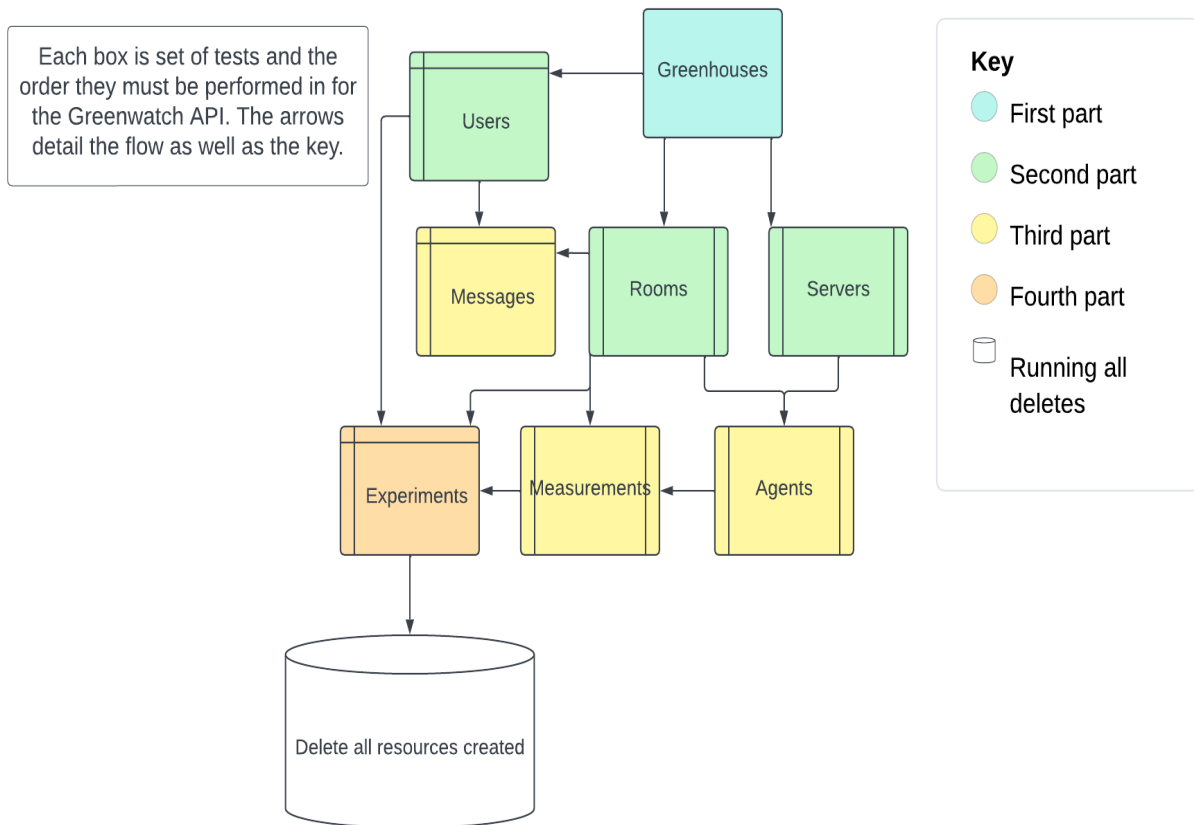 Each box is set of tests and the
order they must be performed in for
the Greenwatch API. The arrows
detail the flow as well as the key.
Greenhouses
Users
Messages
Rooms
Servers
Experiments
Measurements
Agents
Delete all resources created
Key
First part
Second part
Third part
Fourth part
Running all
deletes